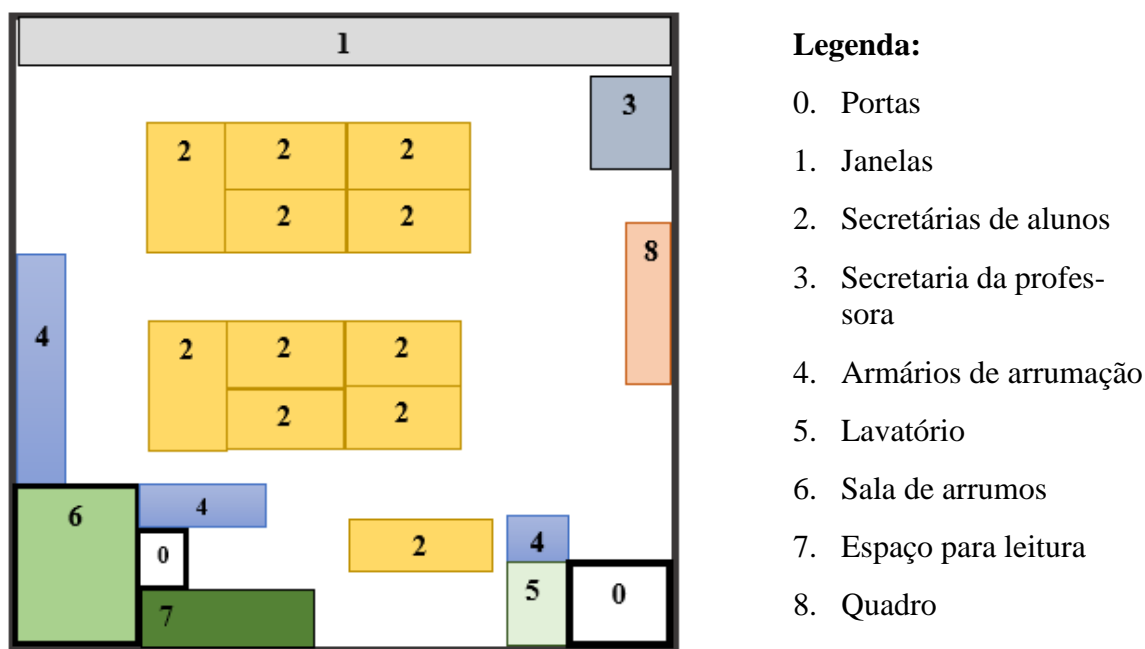 1
3
2 2 2
2 2
8
4
2 2 2
2 2
6
4
2
4
0
5
0
7
Legenda:
0. Portas
1. Janelas
2. Secretárias de alunos
3. Secretaria da profes-
sora
4. Armários de arrumação
5. Lavatório
6. Sala de arrumos
7. Espaço para leitura
8. Quadro